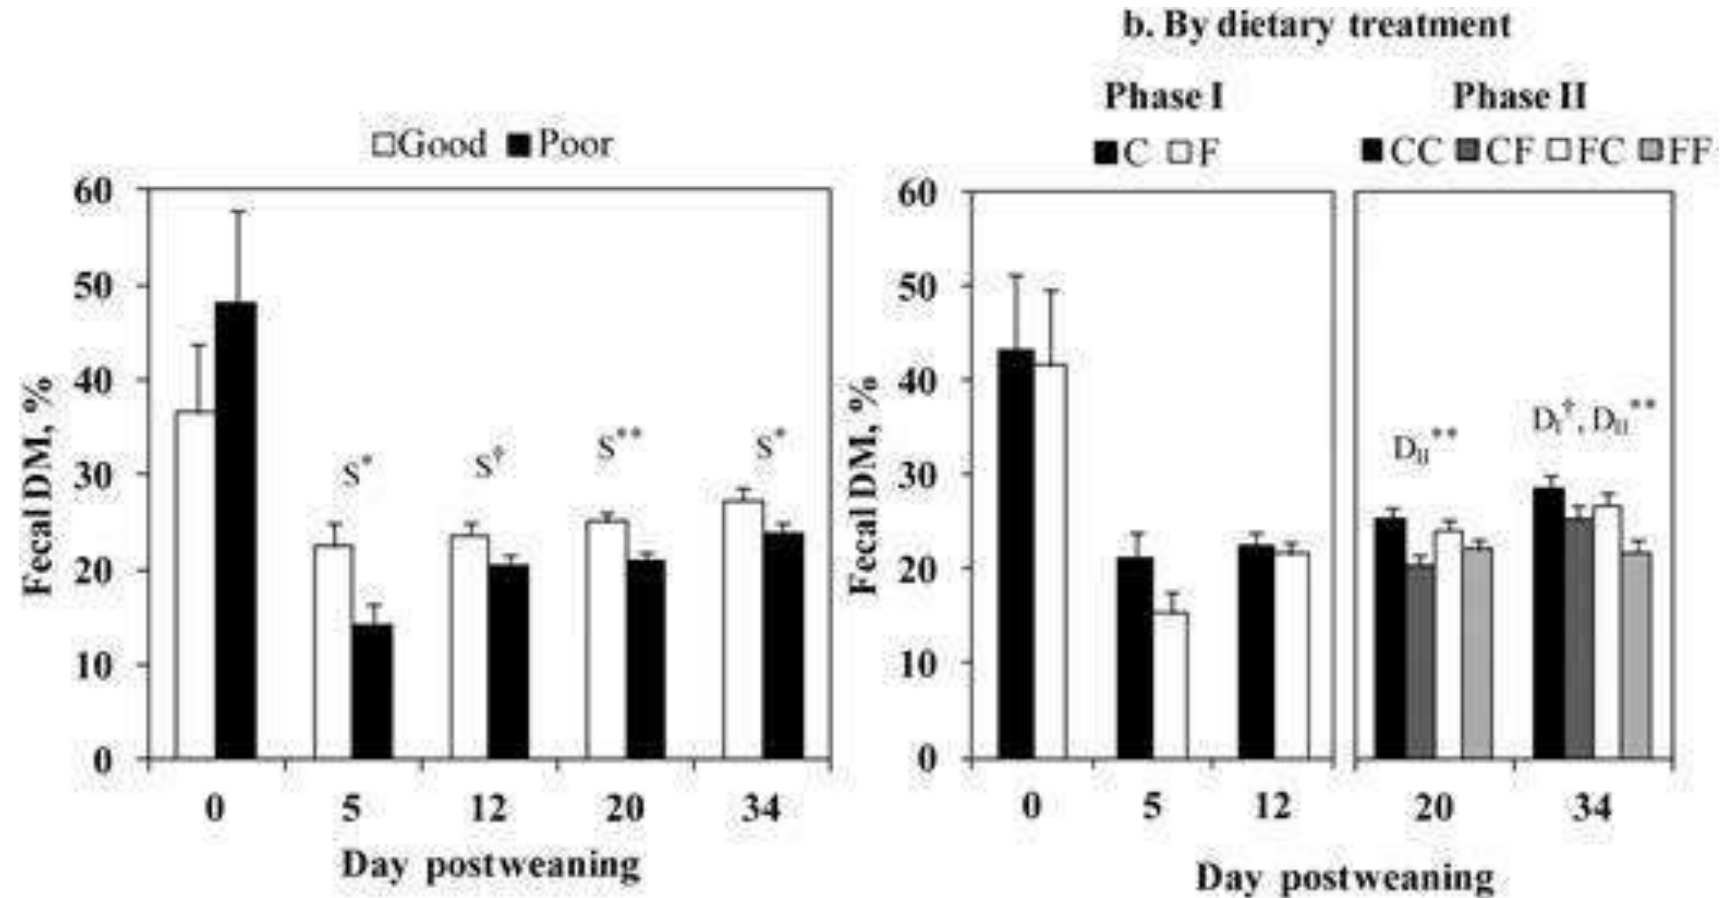 b. By dietary treatment
Phase I
Phase II
Good Poor
C F
CC CF FC FF
60
50
40
30
20
10
0
Fecal DM, %
S*
S†
S**
S*
0 5 12 20 34
Day postweaning
60
50
40
30
20
10
0
Fecal DM, %
DII**
DI†, DII**
0 5 12 20 34
Day postweaning